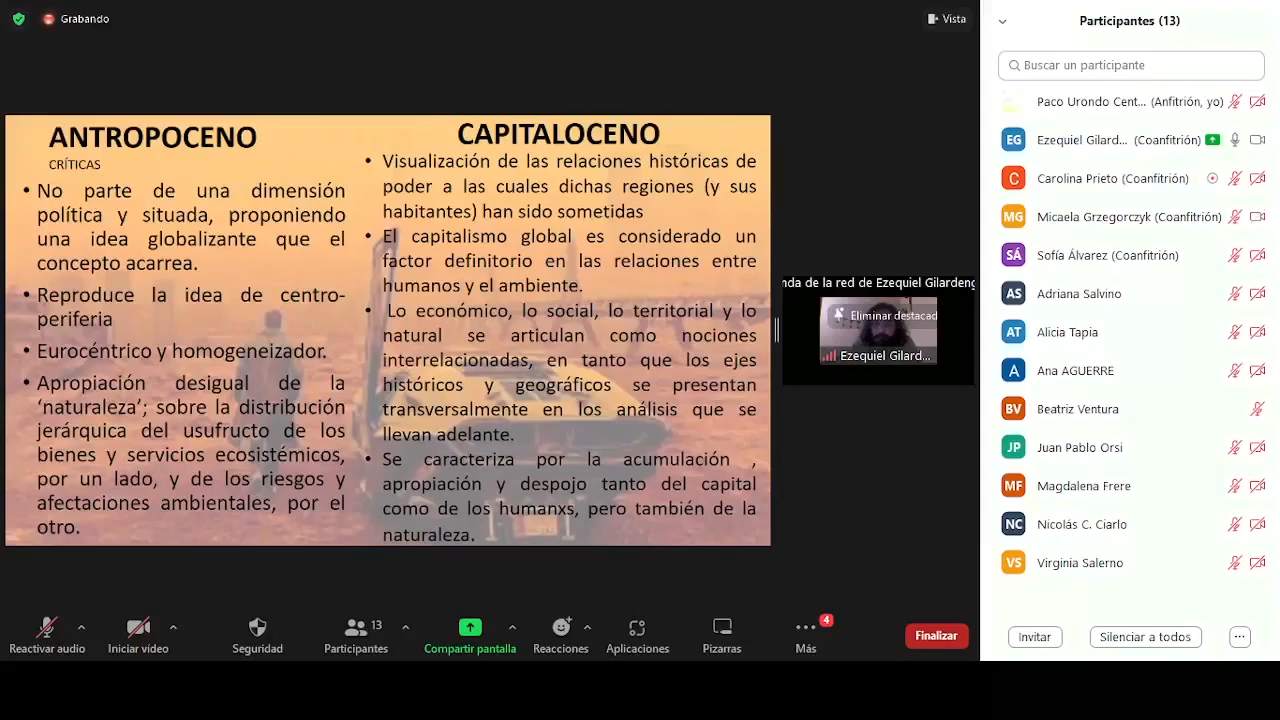 Grabando
Vista
ANTROPOCENO
CRÍTICAS
• No parte de una dimensión
política y situada, proponiendo
una idea globalizante que el
concepto acarrea.
• Reproduce la idea de centro-
periferia
• Eurocéntrico y homogeneizador.
• Apropiación desigual de la
‘naturaleza’; sobre la distribución
jerárquica del usufructo de los
bienes y servicios ecosistémicos,
por un lado, y de los riesgos y
afectaciones ambientales, por el
otro.
CAPITALOCENO
• Visualización de las relaciones históricas de
poder a las cuales dichas regiones (y sus
habitantes) han sido sometidas
• El capitalismo global es considerado un
factor definitorio en las relaciones entre
humanos y el ambiente.
• Lo económico, lo social, lo territorial y lo
natural se articulan como nociones
interrelacionadas, en tanto que los ejes
históricos y geográficos se presentan
transversalmente en los análisis que se
llevan adelante.
• Se caracteriza por la acumulación ,
apropiación y despojo tanto del capital
como de los humanxs, pero también de la
naturaleza.
nda de la red de Ezequiel Gilardeng
Eliminar destacad
Ezequiel Gilard...
Participantes (13)
Buscar un participante
Paco Urondo Cent... (Anfitrión, yo)
EG Ezequiel Gilard... (Coanfitrión)
C Carolina Prieto (Coanfitrión)
MG Micaela Grzegorczyk (Coanfitrión)
SÁ Sofía Álvarez (Coanfitrión)
AS Adriana Salvino
AT Alicia Tapia
A Ana AGUERRE
BV Beatriz Ventura
JP Juan Pablo Orsi
MF Magdalena Frere
NC Nicolás C. Ciarlo
VS Virginia Salerno
Invitar
Silenciar a todos
...
Reactivar audio
Iniciar vídeo
Seguridad
13
Participantes
Compartir pantalla
Reacciones
Aplicaciones
Pizarras
4
Más
Finalizar